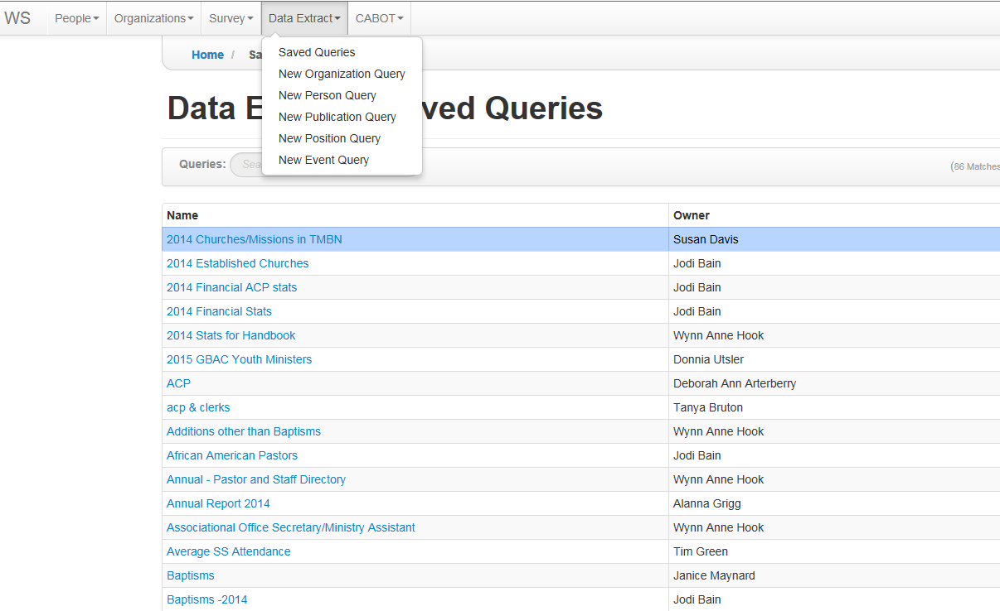 WS People Organizations Survey Data Extract CABOT
Saved Queries
New Organization Query
New Person Query
New Publication Query
New Position Query
New Event Query
Home / Sa
Data E ved Queries
Queries: Sea (86 Matches
Name Owner
2014 Churches/Missions in TMBN Susan Davis
2014 Established Churches Jodi Bain
2014 Financial ACP stats Jodi Bain
2014 Financial Stats Jodi Bain
2014 Stats for Handbook Wynn Anne Hook
2015 GBAC Youth Ministers Donnia Utsler
ACP Deborah Ann Arterberry
acp & clerks Tanya Bruton
Additions other than Baptisms Wynn Anne Hook
African American Pastors Jodi Bain
Annual - Pastor and Staff Directory Wynn Anne Hook
Annual Report 2014 Alanna Grigg
Associational Office Secretary/Ministry Assistant Wynn Anne Hook
Average SS Attendance Tim Green
Baptisms Janice Maynard
Baptisms -2014 Jodi Bain